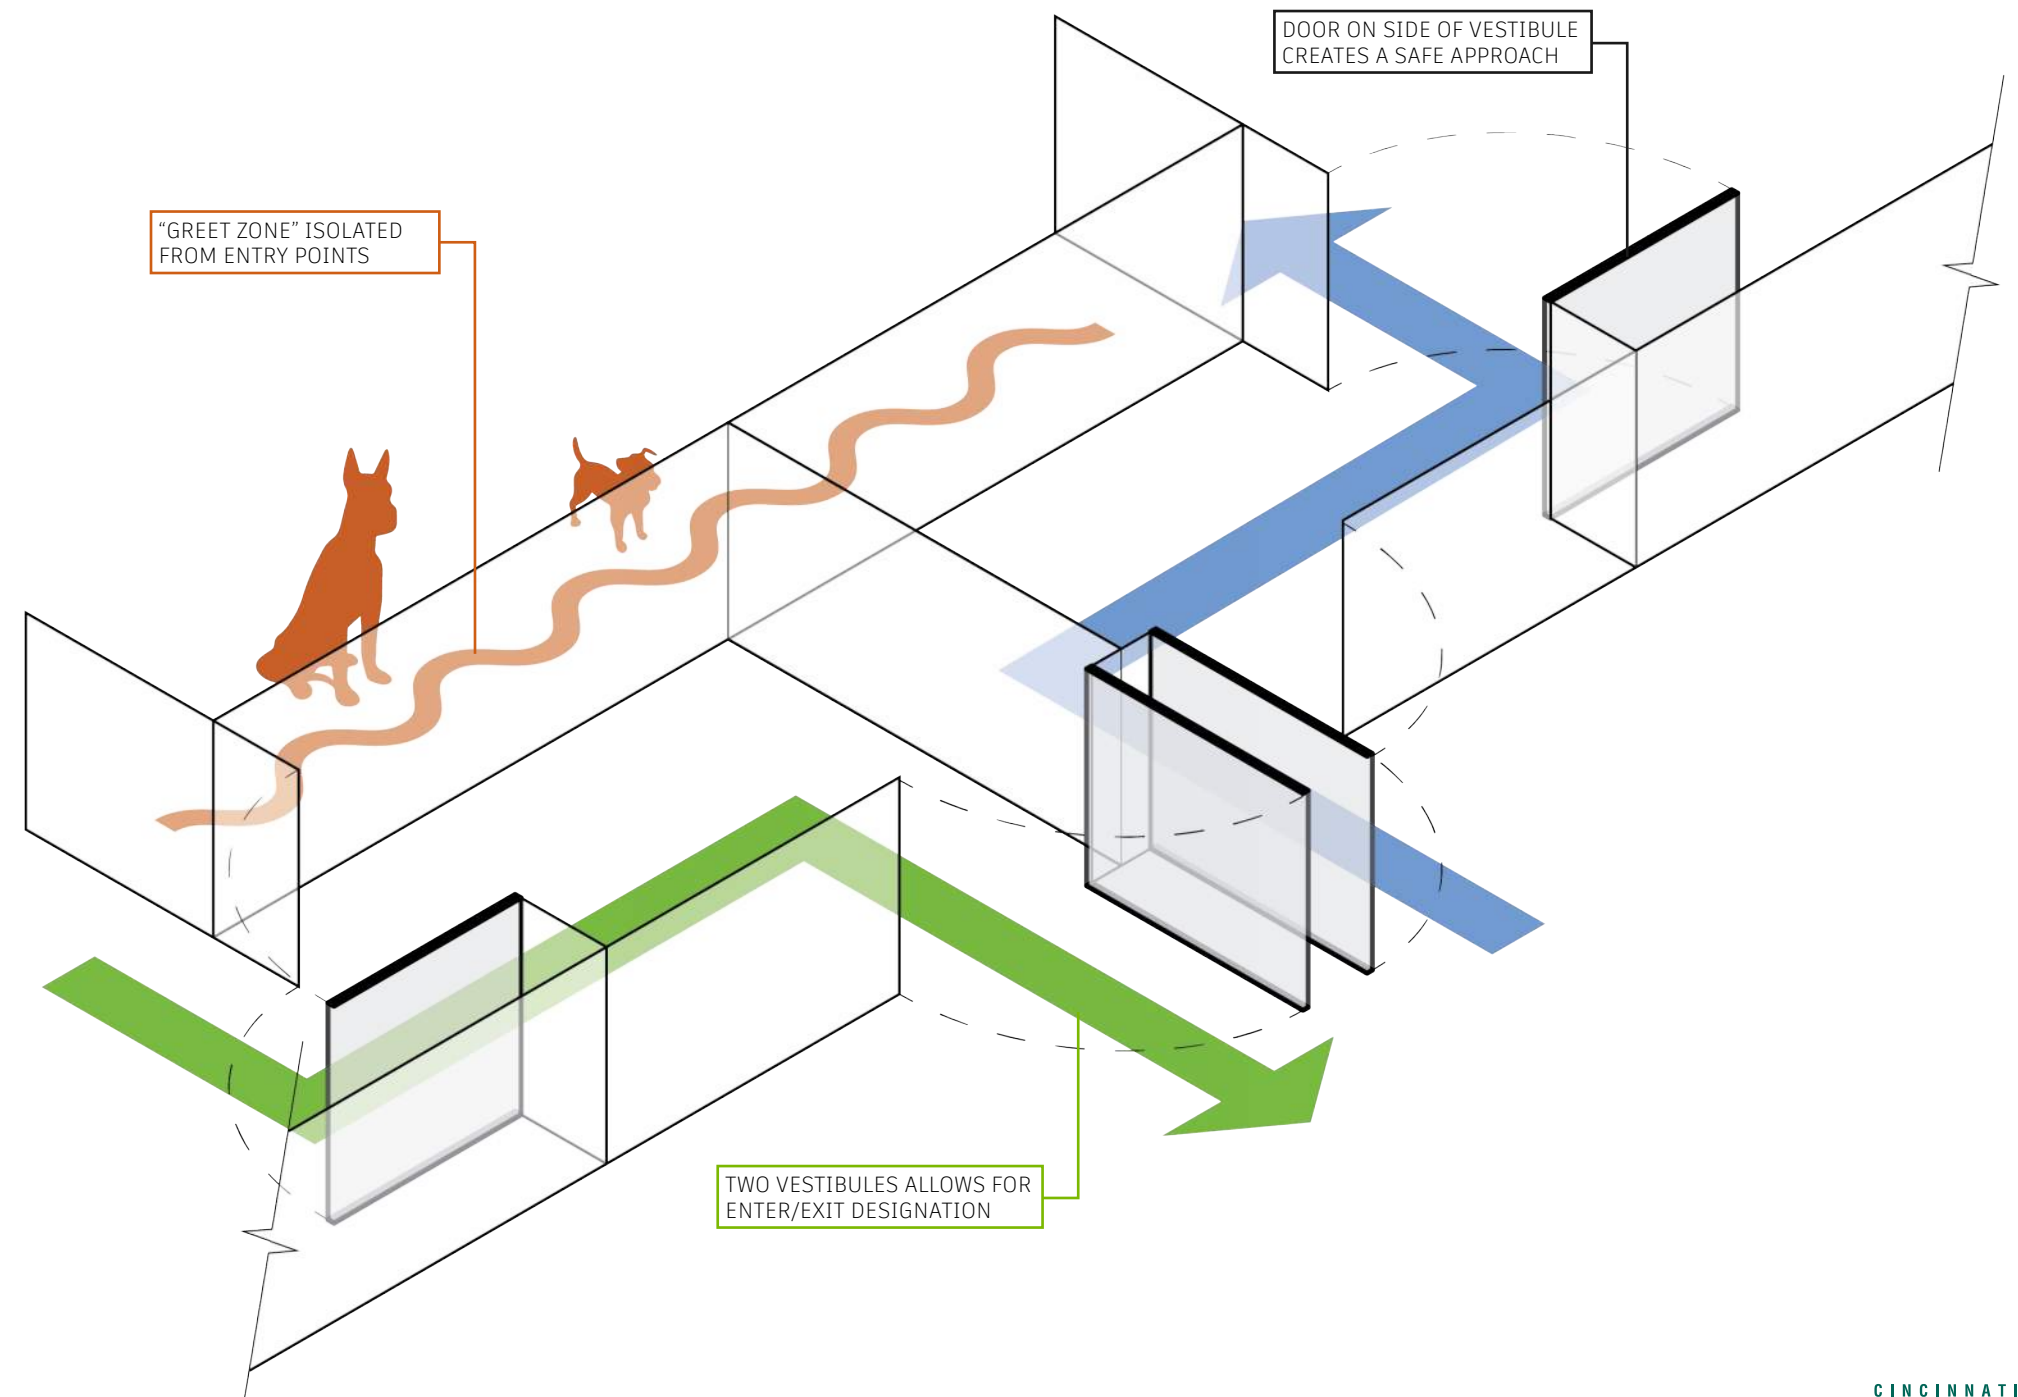 DOOR ON SIDE OF VESTIBULE
CREATES A SAFE APPROACH
“GREET ZONE” ISOLATED
FROM ENTRY POINTS
TWO VESTIBULES ALLOWS FOR
ENTER/EXIT DESIGNATION
CINCINNATI